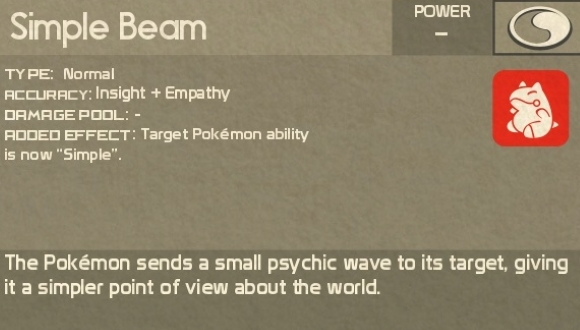 Simple Beam
POWER
–
TYPE: Normal
ACCURACY: Insight + Empathy
DAMAGE POOL: -
ADDED EFFECT: Target Pokémon ability
is now "Simple".
The Pokémon sends a small psychic wave to its target, giving
it a simpler point of view about the world.